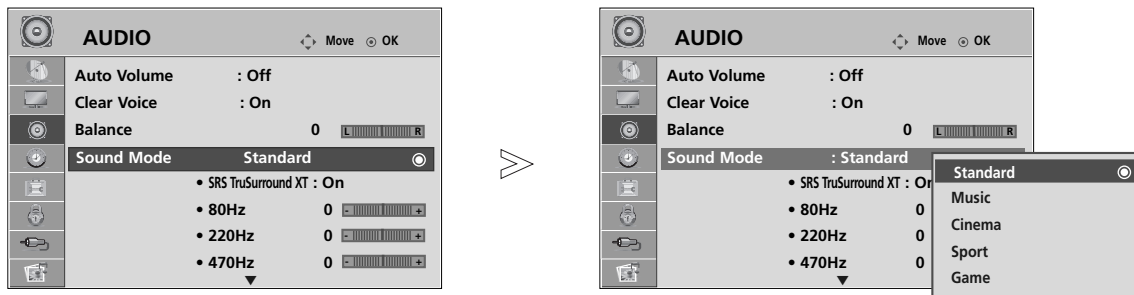 AUDIO
Move OK
Auto Volume : Off
Clear Voice : On
Balance 0 L R
Sound Mode Standard
• SRS TruSurround XT : On
• 80Hz 0 - +
• 220Hz 0 - +
• 470Hz 0 - +
AUDIO
Move OK
Auto Volume : Off
Clear Voice : On
Balance 0 L R
Sound Mode : Standard
• SRS TruSurround XT : On
• 80Hz 0
• 220Hz 0
• 470Hz 0
Standard
Music
Cinema
Sport
Game